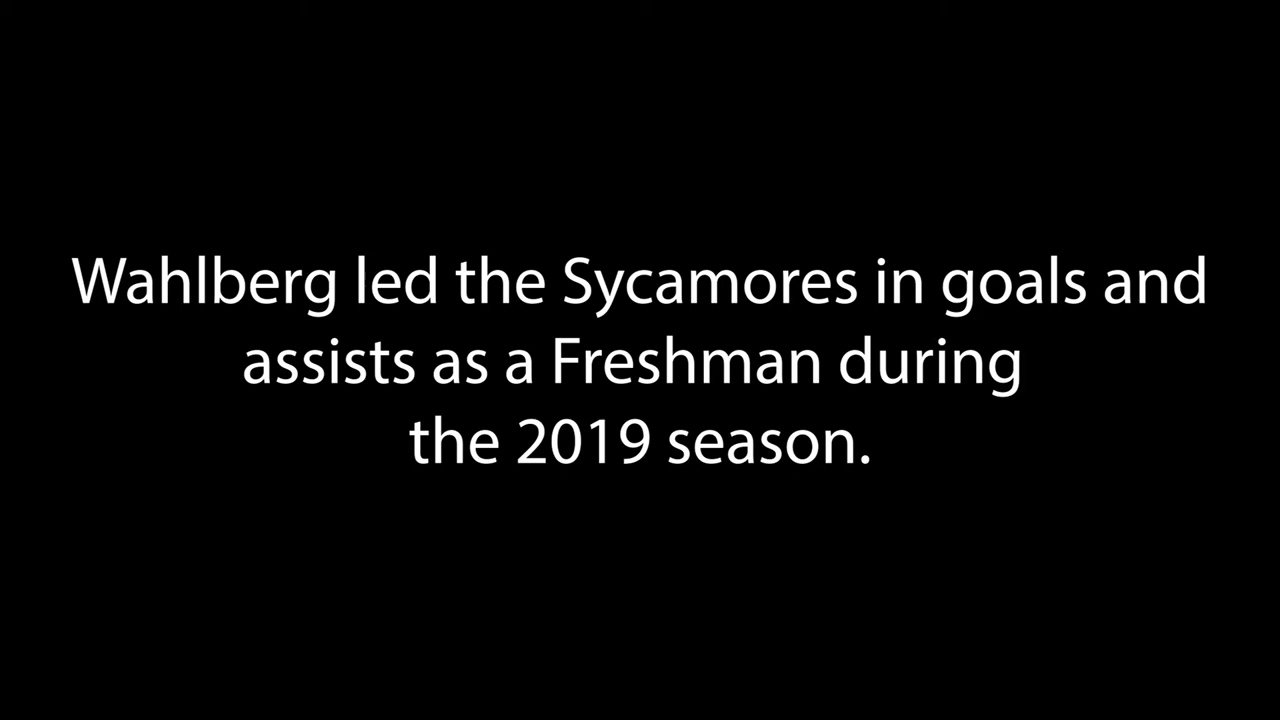 Wahlberg led the Sycamores in goals and
assists as a Freshman during
the 2019 season.